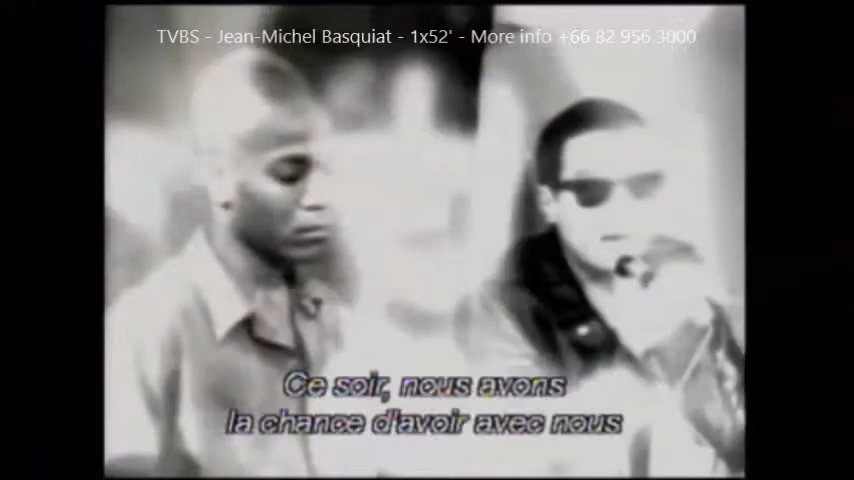 TVBS - Jean-Michel Basquiat - 1x52' - More info +66 82 956 3000
Ce soir, nous avons
la chance d'avoir avec nous